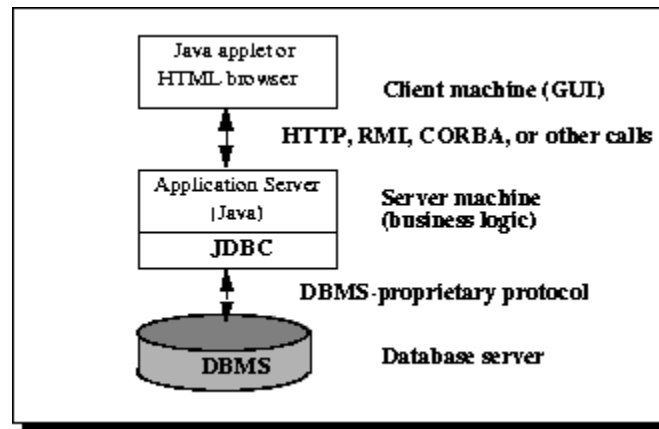 Java applet or
HTML browser
Client machine (GUI)
HTTP, RMI, CORBA, or other calls
Application Server
(Java)
JDBC
Server machine
(business logic)
DBMS-proprietary protocol
DBMS
Database server